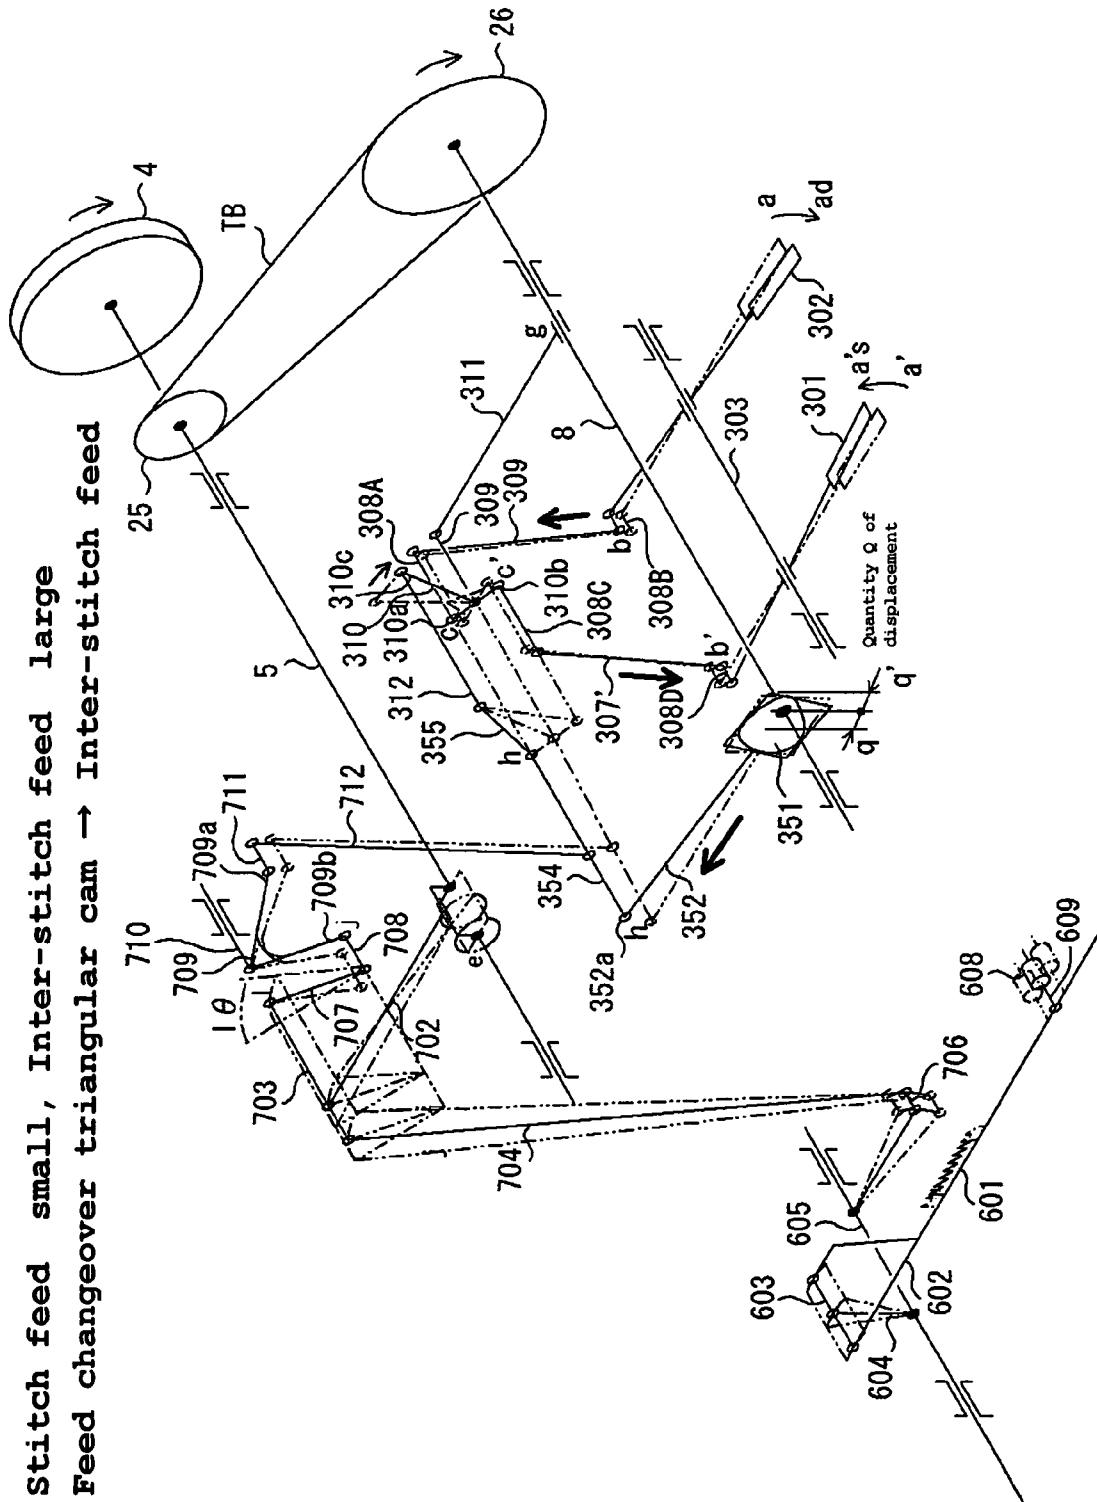 Stitch feed small, Inter-stitch feed large
Feed changeover triangular cam → Inter-stitch feed
26
4
TB
25
5
g
311
8
a
ad
302
a's
a'
301
303
309
309
308A
310c
310
310a
c
c'
310b
308C
b
308B
312
355
h
307'
b'
308D
Quantity Q of
displacement
q'
q
351
711
709a
712
710
709
709b
j
708
lθ
707
702
703
e
354
352
352a
h
704
706
605
601
603
602
604
608
609